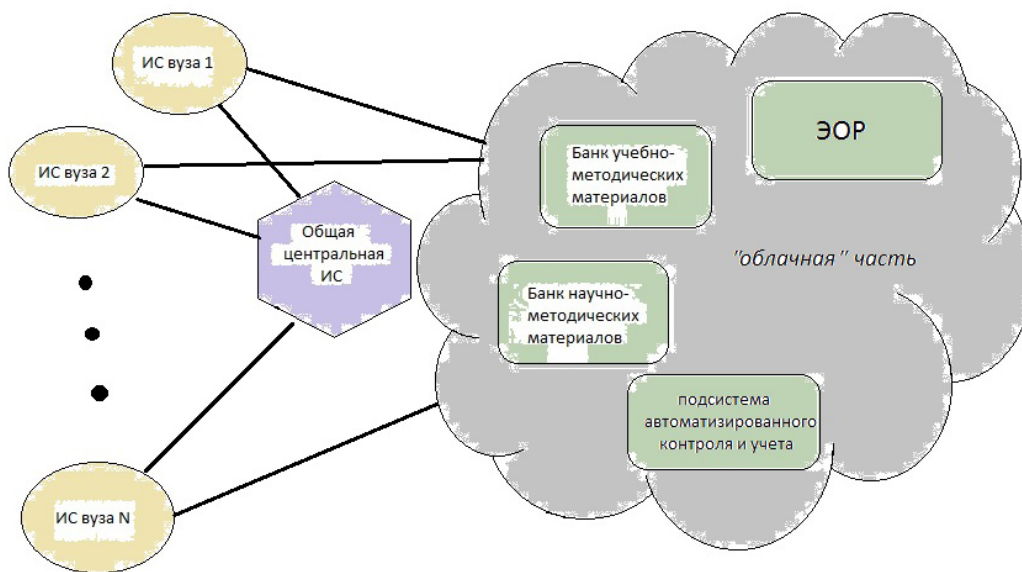 ИС вуза 1
ИС вуза 2
Общая
центральная
ИС
ИС вуза N
ЭОР
Банк учебно-
методических
материалов
"облачная" часть
Банк научно-
методических
материалов
подсистема
автоматизированного
контроля и учета